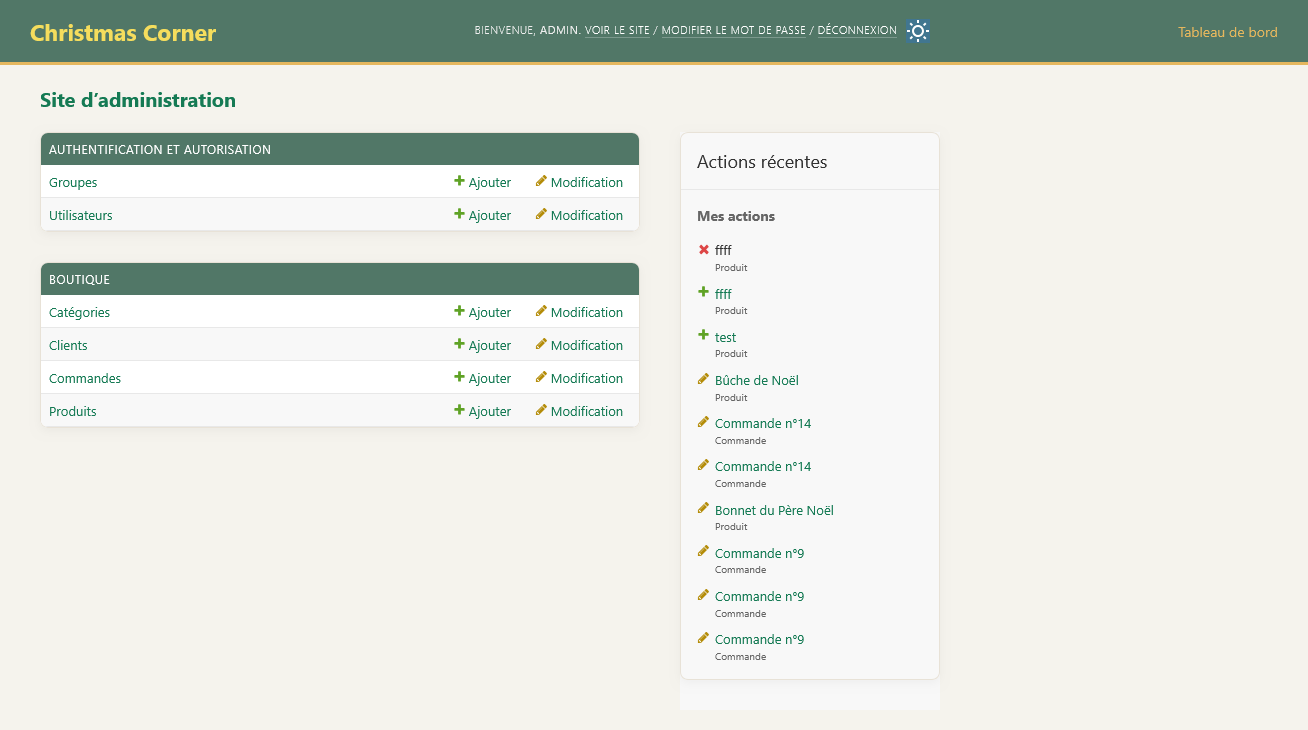 Christmas Corner
BIENVENUE, ADMIN. VOIR LE SITE / MODIFIER LE MOT DE PASSE / DÉCONNEXION
Tableau de bord
Site d’administration
AUTHENTIFICATION ET AUTORISATION
Groupes Ajouter Modification
Utilisateurs Ajouter Modification
BOUTIQUE
Catégories Ajouter Modification
Clients Ajouter Modification
Commandes Ajouter Modification
Produits Ajouter Modification
Actions récentes
Mes actions
ffff
Produit
ffff
Produit
test
Produit
Bûche de Noël
Produit
Commande n°14
Commande
Commande n°14
Commande
Bonnet du Père Noël
Produit
Commande n°9
Commande
Commande n°9
Commande
Commande n°9
Commande